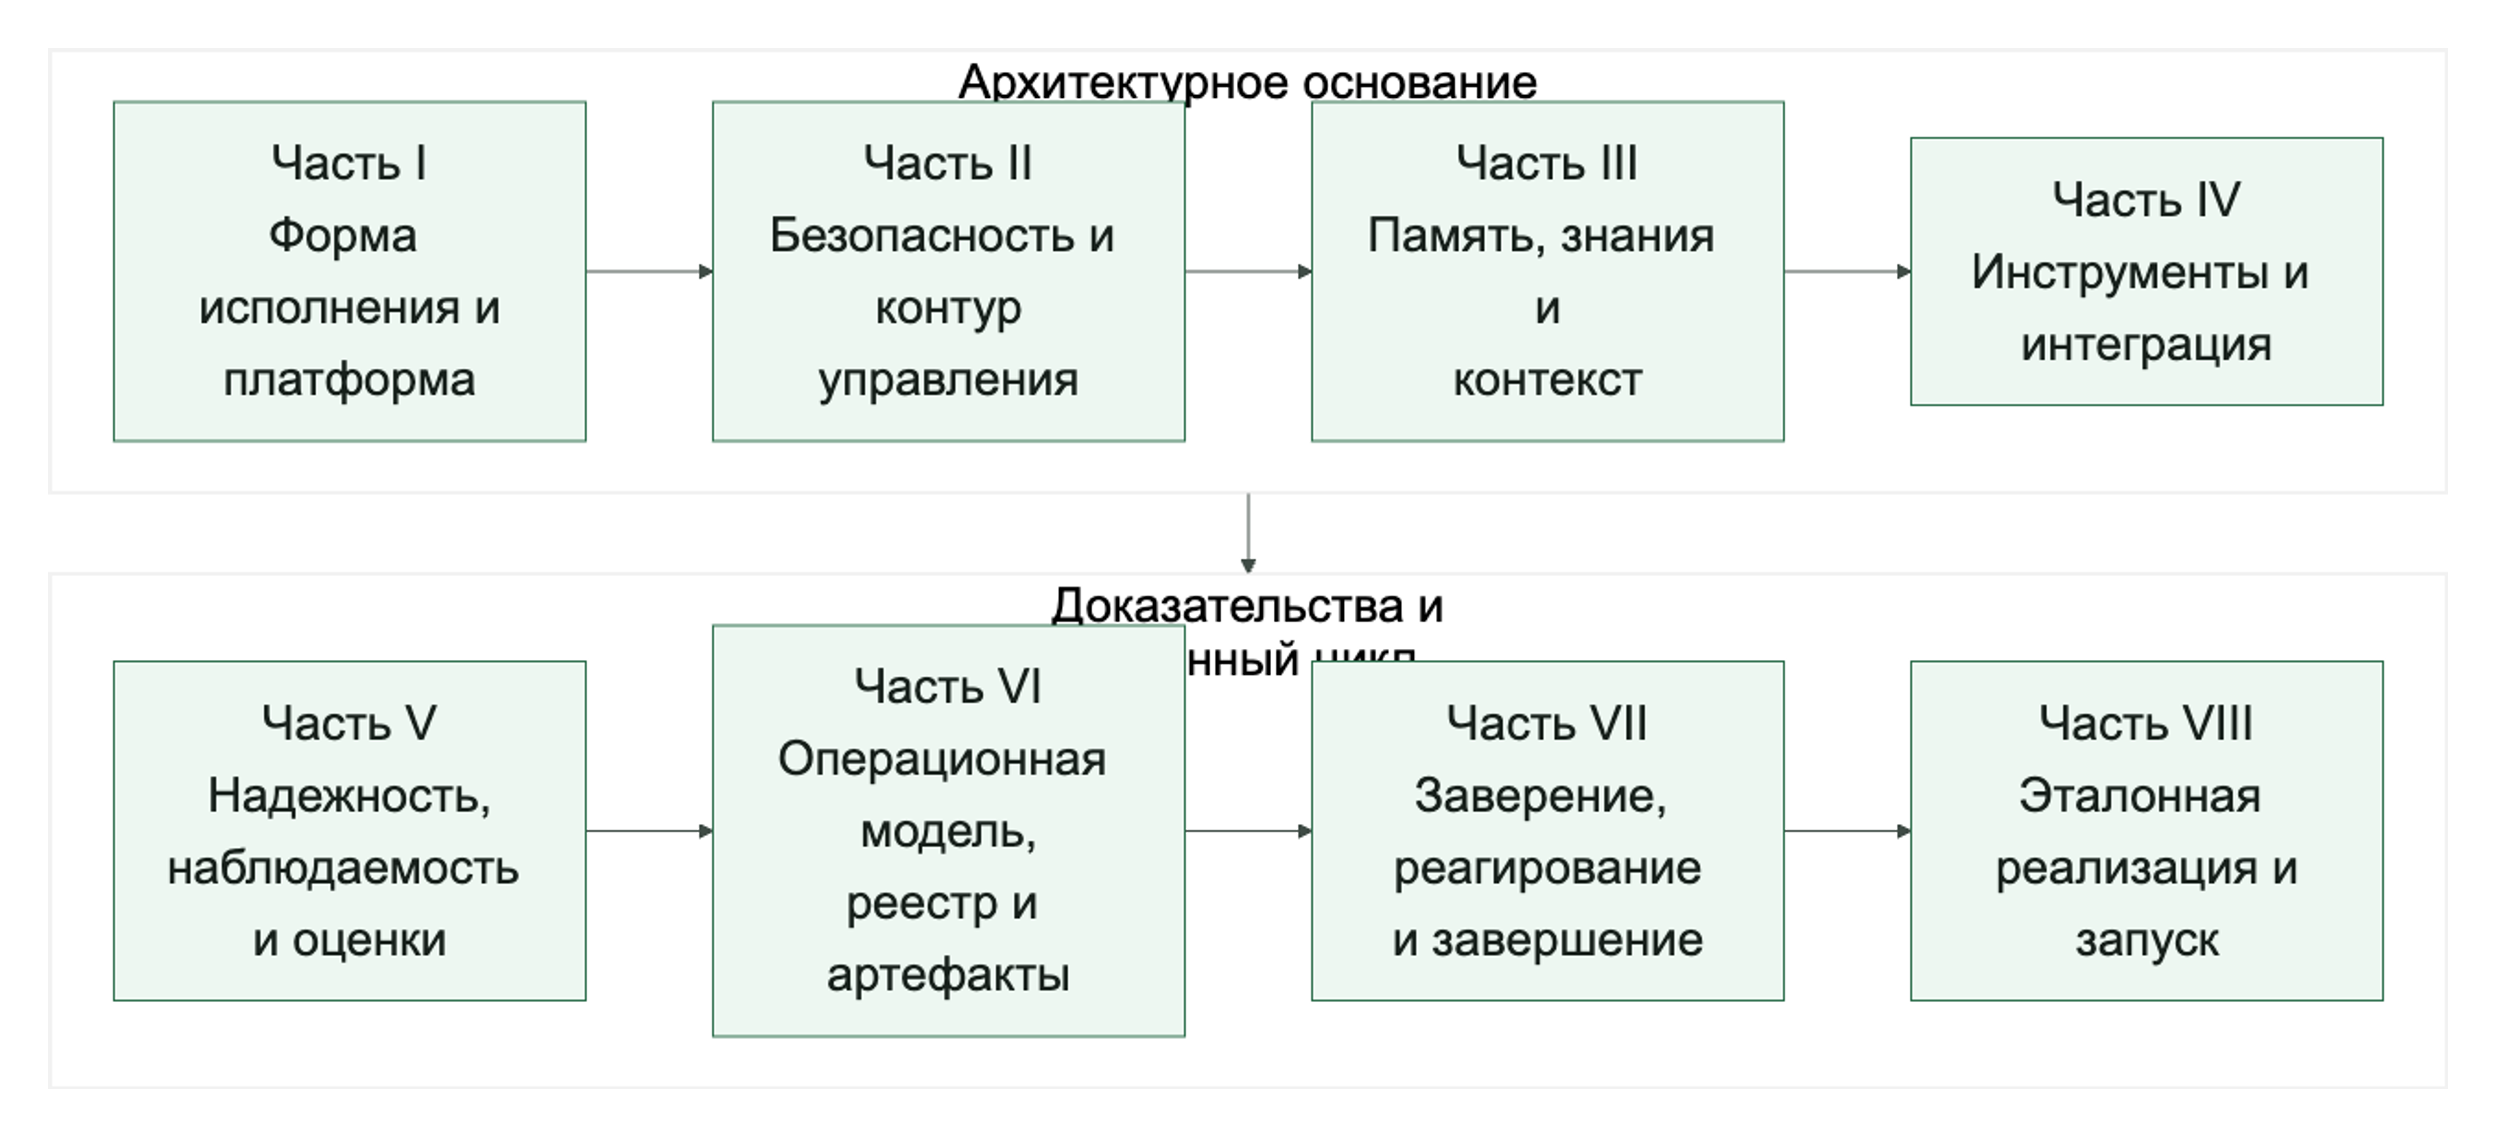 Архитектурное основание
Часть I
Форма
исполнения и
платформа
Часть II
Безопасность и
контур
управления
Часть III
Память, знания
и
контекст
Часть IV
Инструменты и
интеграция
Доказательства и
цикл
Часть V
Надежность,
наблюдаемость
и оценки
Часть VI
Операционная
модель,
реестр и
артефакты
Часть VII
Заверение,
реагирование
и завершение
Часть VIII
Эталонная
реализация и
запуск